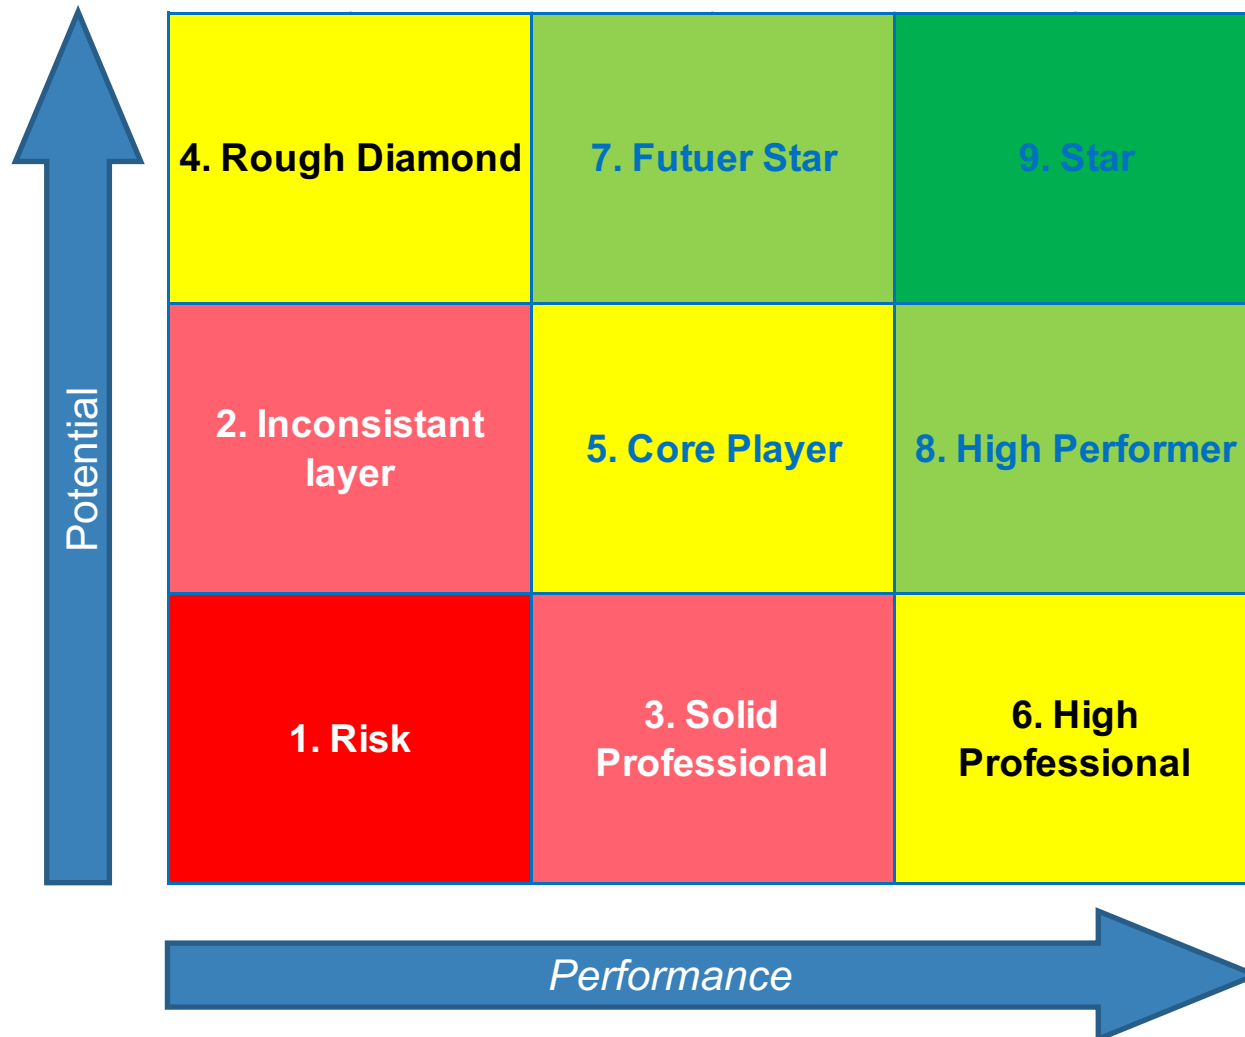 4. Rough Diamond
7. Futuer Star
9. Star
2. Inconsistant
layer
5. Core Player
8. High Performer
1. Risk
3. Solid
Professional
6. High
Professional
Potential
Performance